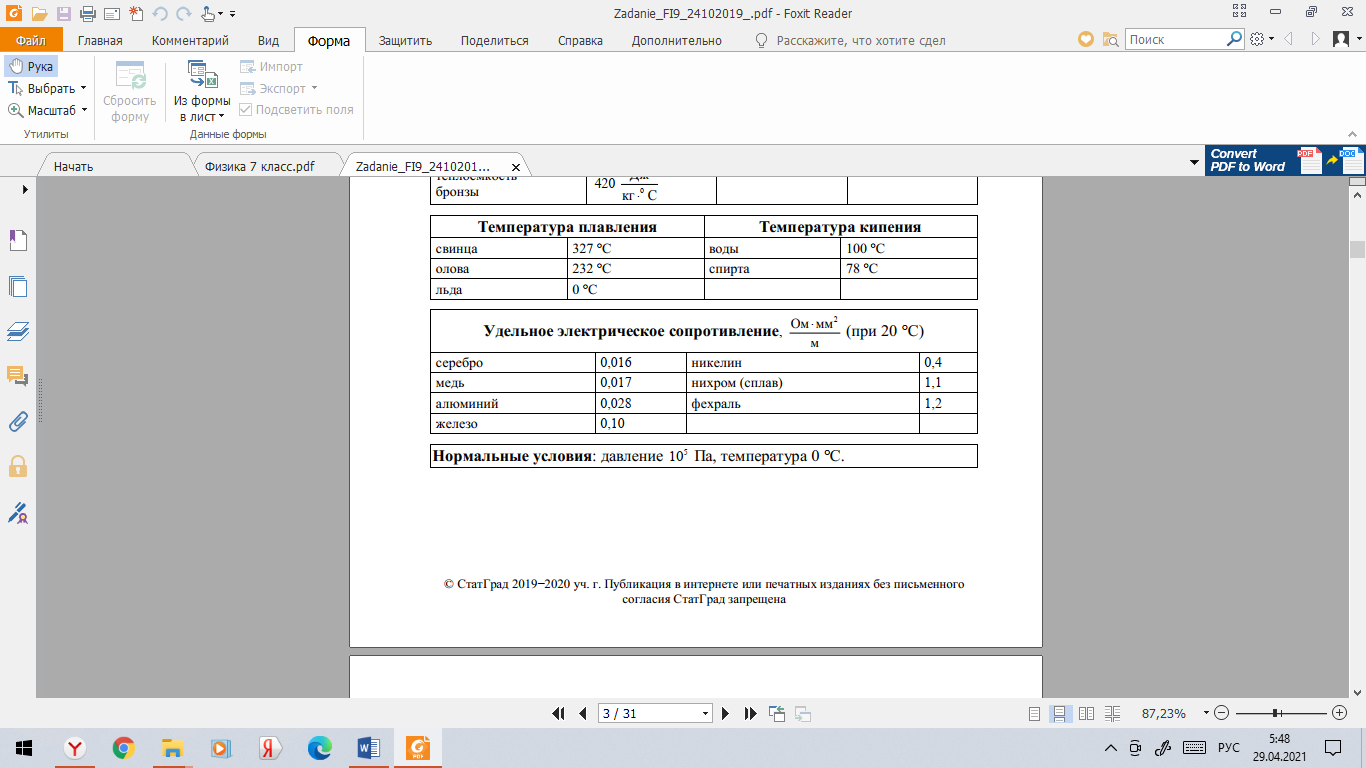 Zadanie_FI9_24102019_.pdf - Foxit Reader
Файл Главная Комментарий Вид Форма Защитить Поделиться Справка Дополнительно Расскажите, что хотите сдел Поиск
Рука
Выбрать
Масштаб
Утилиты
Сбросить форму
Из формы в лист
Импорт
Экспорт
Подсветить поля
Данные формы
Начать Физика 7 класс.pdf Zadanie_FI9_2410201...
Convert
PDF to Word
PDF DOC
теплоёмкость
бронзы 420 Дж / кг·⁰С
Температура плавления Температура кипения
свинца 327 °С воды 100 °С
олова 232 °С спирта 78 °С
льда 0 °С
Удельное электрическое сопротивление, Ом·мм² / м (при 20 °С)
серебро 0,016 никелин 0,4
медь 0,017 нихром (сплав) 1,1
алюминий 0,028 фехраль 1,2
железо 0,10
Нормальные условия: давление 10⁵ Па, температура 0 °С.
© СтатГрад 2019−2020 уч. г. Публикация в интернете или печатных изданиях без письменного
согласия СтатГрад запрещена
3 / 31
87,23%
РУС
5:48
29.04.2021